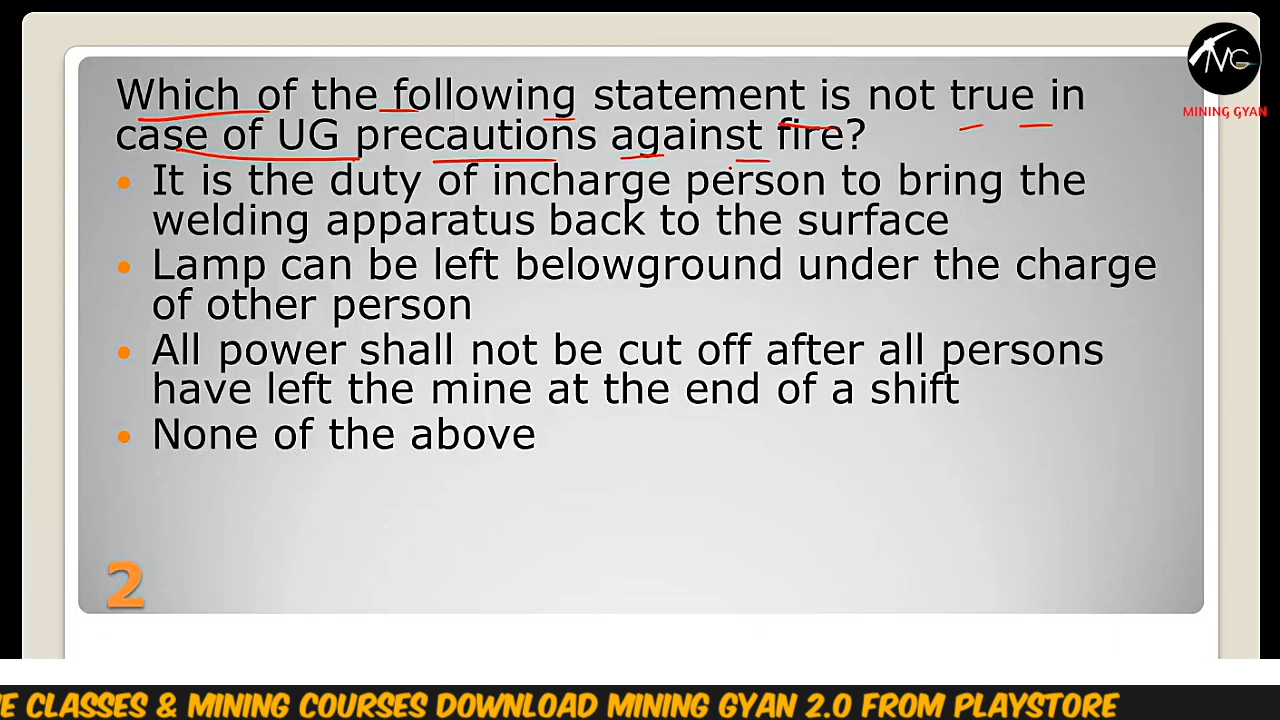 MC
MINING GYAN
Which of the following statement is not true in
case of UG precautions against fire?
• It is the duty of incharge person to bring the
welding apparatus back to the surface
• Lamp can be left belowground under the charge
of other person
• All power shall not be cut off after all persons
have left the mine at the end of a shift
• None of the above
2
E CLASSES & MINING COURSES DOWNLOAD MINING GYAN 2.0 FROM PLAYSTORE